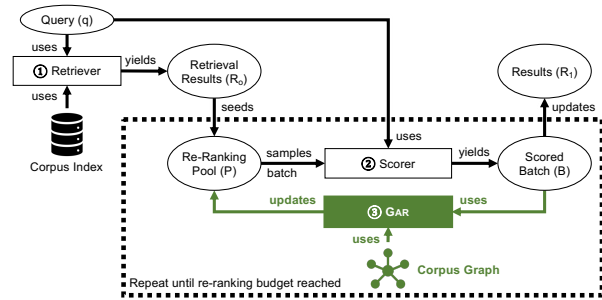 Query (q)
uses
① Retriever
yields
uses
Corpus Index
Retrieval
Results (Ro)
seeds
Results (R1)
updates
Re-Ranking
Pool (P)
samples
batch
uses
② Scorer
yields
Scored
Batch (B)
updates
③ GAR
uses
uses
Corpus Graph
Repeat until re-ranking budget reached